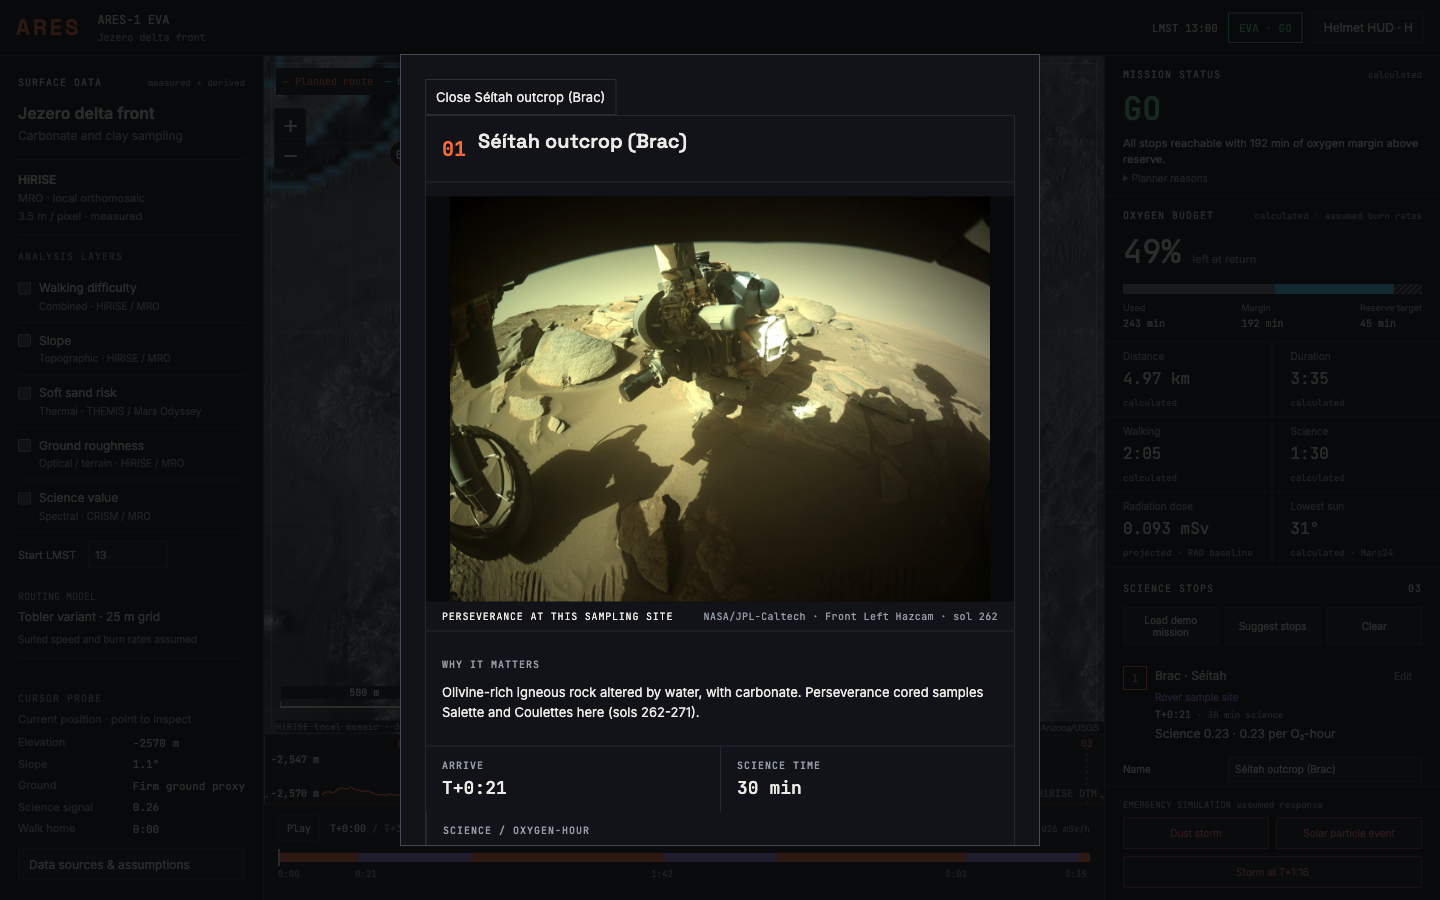 ARES
ARES-1 EVA
Jezero delta front
LMST 13:00
EVA · GO
Helmet HUD · H
SURFACE DATA
measured + derived
Jezero delta front
Carbonate and clay sampling
HiRISE
MRO · local orthomosaic
3.5 m / pixel · measured
ANALYSIS LAYERS
Walking difficulty
Combined · HiRISE / MRO
Slope
Topographic · HiRISE / MRO
Soft sand risk
Thermal · THEMIS / Mars Odyssey
Ground roughness
Optical / terrain · HiRISE / MRO
Science value
Spectral · CRISM / MRO
Start LMST
13
ROUTING MODEL
Tobler variant · 25 m grid
Suited speed and burn rates assumed
CURSOR PROBE
Current position · point to inspect
Elevation -2570 m
Slope 1.1°
Ground Firm ground proxy
Science signal 0.26
Walk home 0:00
Data sources & assumptions
— Planned route
+
−
500 m
HiRISE local mosaic
-2,547 m
-2,570 m
Play
T+0:00
0:00
0:21
1:42
3:02
3:35
Close Séítah outcrop (Brac)
01 Séítah outcrop (Brac)
PERSEVERANCE AT THIS SAMPLING SITE
NASA/JPL-Caltech · Front Left Hazcam · sol 262
WHY IT MATTERS
Olivine-rich igneous rock altered by water, with carbonate. Perseverance cored samples
Salette and Coulettes here (sols 262-271).
ARRIVE
T+0:21
SCIENCE TIME
30 min
SCIENCE / OXYGEN-HOUR
Arizona/USGS
03
HiRISE DTM
mSv/h
MISSION STATUS
calculated
GO
All stops reachable with 192 min of oxygen margin above
reserve.
Planner reasons
OXYGEN BUDGET
calculated · assumed burn rates
49% left at return
Used
243 min
Margin
192 min
Reserve target
45 min
Distance
4.97 km
calculated
Duration
3:35
calculated
Walking
2:05
calculated
Science
1:30
calculated
Radiation dose
0.093 mSv
projected · RAD baseline
Lowest sun
31°
calculated · Mars24
SCIENCE STOPS
03
Load demo
mission
Suggest stops
Clear
1
Brac · Séítah
Edit
Rover sample site
T+0:21 · 30 min science
Science 0.23 · 0.23 per O₂-hour
Name
Séítah outcrop (Brac)
EMERGENCY SIMULATION assumed response
Dust storm
Solar particle event
Storm at T+1:16